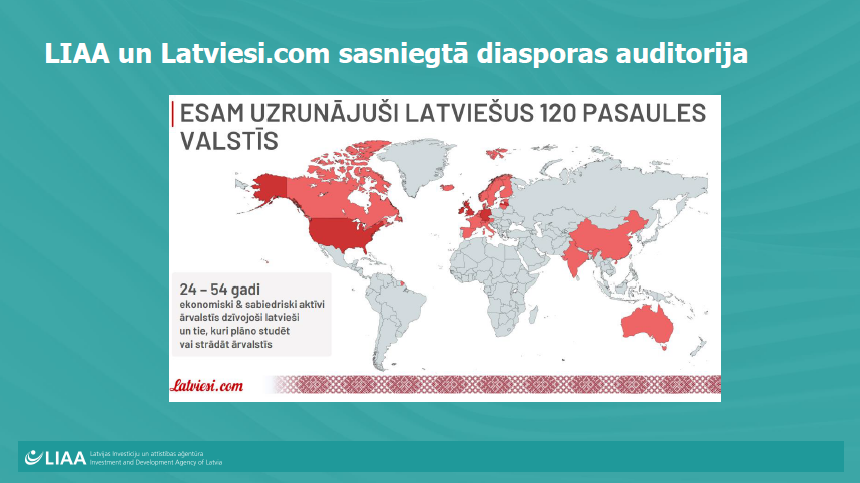 LIAA un Latviesi.com sasniegtā diasporas auditorija
ESAM UZRUNĀJUŠI LATVIEŠUS 120 PASAULES
VALSTĪS
24 – 54 gadi
ekonomiski & sabiedriski aktīvi
ārvalstīs dzīvojoši latvieši
un tie, kuri plāno studēt
vai strādāt ārvalstīs
Latviesi.com
LIAA
Latvijas Investīciju un attīstības aģentūra
Investment and Development Agency of Latvia